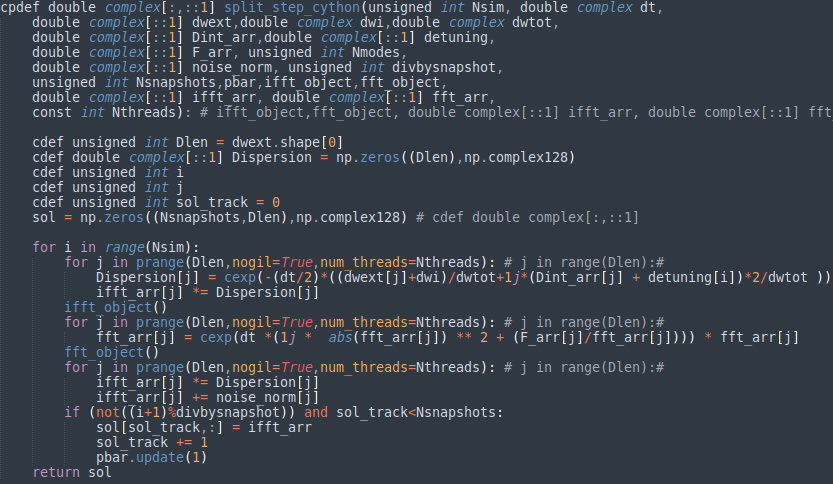 cpdef double complex[:,::1] split_step_cython(unsigned int Nsim, double complex dt,
    double complex[::1] dwext,double complex dwi,double complex dwtot,
    double complex[::1] Dint_arr,double complex[::1] detuning,
    double complex[::1] F_arr, unsigned int Nmodes,
    double complex[::1] noise_norm, unsigned int divbysnapshot,
    unsigned int Nsnapshots,pbar,ifft_object,fft_object,
    double complex[::1] ifft_arr, double complex[::1] fft_arr,
    const int Nthreads): # ifft_object,fft_object, double complex[::1] ifft_arr, double complex[::1] fft

    cdef unsigned int Dlen = dwext.shape[0]
    cdef double complex[::1] Dispersion = np.zeros((Dlen),np.complex128)
    cdef unsigned int i
    cdef unsigned int j
    cdef unsigned int sol_track = 0
    sol = np.zeros((Nsnapshots,Dlen),np.complex128) # cdef double complex[:,::1]

    for i in range(Nsim):
        for j in prange(Dlen,nogil=True,num_threads=Nthreads): # j in range(Dlen):#
            Dispersion[j] = cexp(-(dt/2)*((dwext[j]+dwi)/dwtot+1j*(Dint_arr[j] + detuning[i])*2/dwtot ))
            ifft_arr[j] *= Dispersion[j]
        ifft_object()
        for j in prange(Dlen,nogil=True,num_threads=Nthreads): # j in range(Dlen):#
            fft_arr[j] = cexp(dt *(1j *  abs(fft_arr[j]) ** 2 + (F_arr[j]/fft_arr[j]))) * fft_arr[j]
        fft_object()
        for j in prange(Dlen,nogil=True,num_threads=Nthreads): # j in range(Dlen):#
            ifft_arr[j] *= Dispersion[j]
            ifft_arr[j] += noise_norm[j]
        if (not((i+1)%divbysnapshot)) and sol_track<Nsnapshots:
            sol[sol_track,:] = ifft_arr
            sol_track += 1
            pbar.update(1)
    return sol